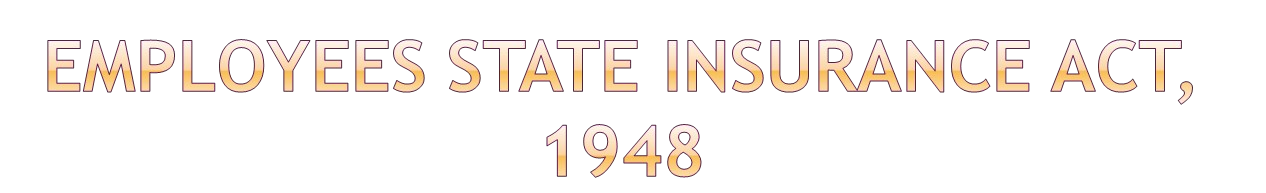 EMPLOYEES STATE INSURANCE ACT,
1948